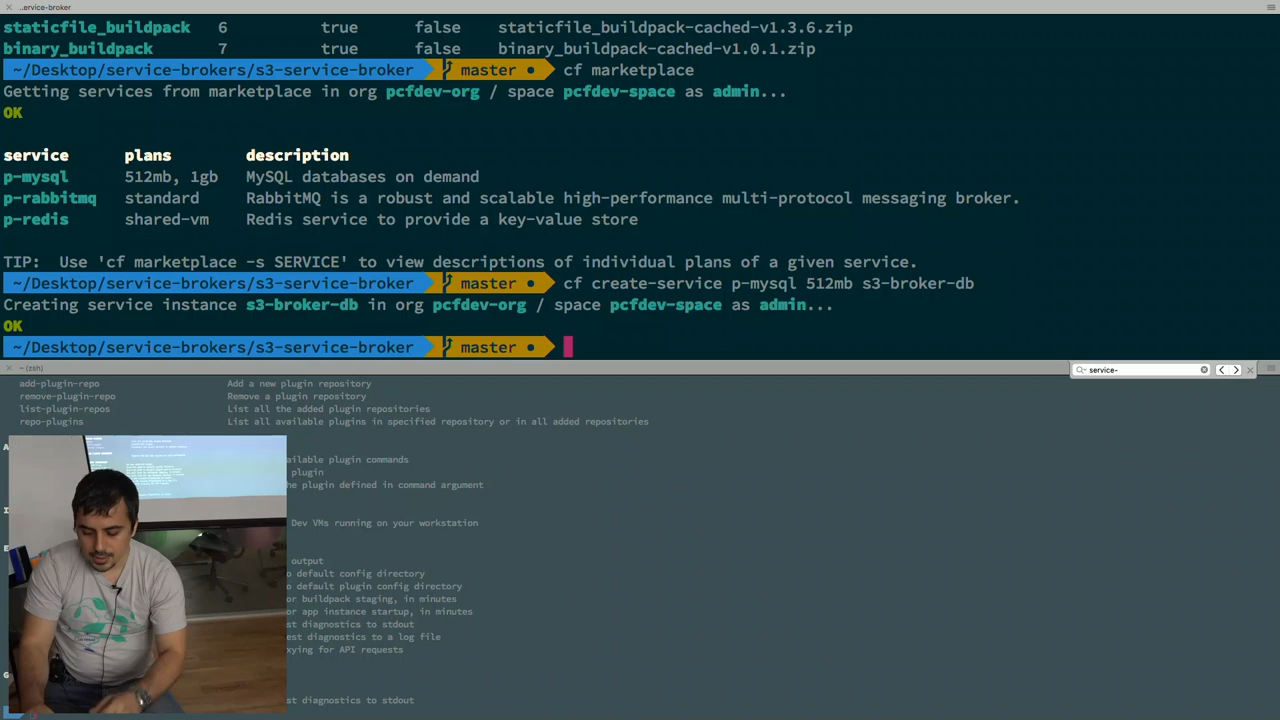 ..ervice-broker
staticfile_buildpack 6 true false staticfile_buildpack-cached-v1.3.6.zip
binary_buildpack 7 true false binary_buildpack-cached-v1.0.1.zip
~/Desktop/service-brokers/s3-service-broker master ● cf marketplace
Getting services from marketplace in org pcfdev-org / space pcfdev-space as admin...
OK
service plans description
p-mysql 512mb, 1gb MySQL databases on demand
p-rabbitmq standard RabbitMQ is a robust and scalable high-performance multi-protocol messaging broker.
p-redis shared-vm Redis service to provide a key-value store
TIP: Use 'cf marketplace -s SERVICE' to view descriptions of individual plans of a given service.
~/Desktop/service-brokers/s3-service-broker master ● cf create-service p-mysql 512mb s3-broker-db
Creating service instance s3-broker-db in org pcfdev-org / space pcfdev-space as admin...
OK
~/Desktop/service-brokers/s3-service-broker master ●
~ (zsh)
service-
add-plugin-repo Add a new plugin repository
remove-plugin-repo Remove a plugin repository
list-plugin-repos List all the added plugin repositories
repo-plugins List all available plugins in specified repository or in all added repositories
A
ailable plugin commands
plugin
he plugin defined in command argument
I
Dev VMs running on your workstation
E
output
o default config directory
o default plugin config directory
or buildpack staging, in minutes
or app instance startup, in minutes
est diagnostics to stdout
est diagnostics to a log file
xying for API requests
G
est diagnostics to stdout